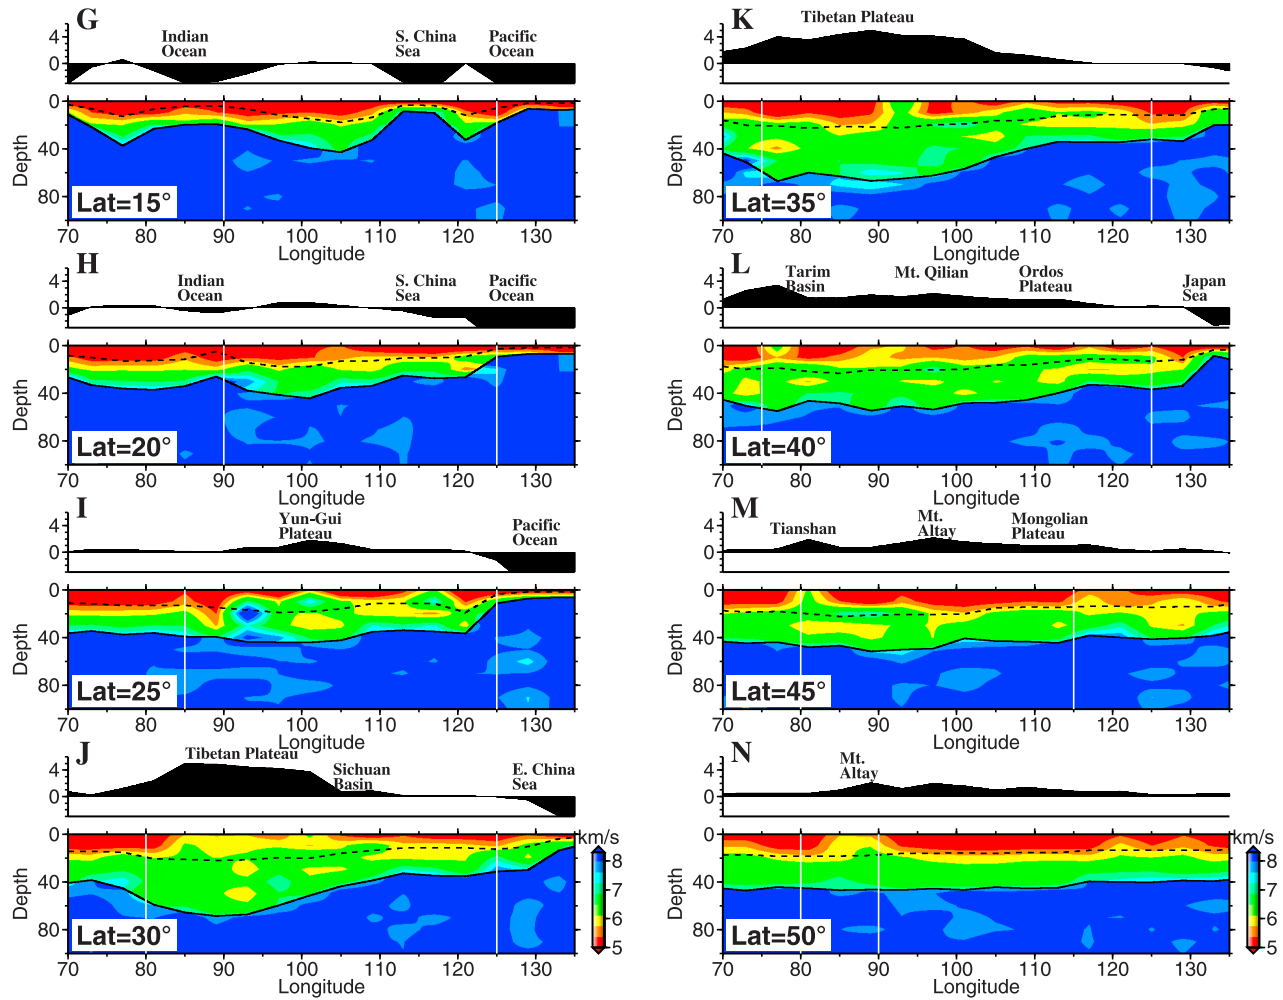 G
Indian
Ocean
S. China
Sea
Pacific
Ocean
4
0
0
40
80
Depth
Lat=15°
70 80 90 100 110 120 130
Longitude
H
Indian
Ocean
S. China
Sea
Pacific
Ocean
4
0
0
40
80
Depth
Lat=20°
70 80 90 100 110 120 130
Longitude
I
Yun-Gui
Plateau
Pacific
Ocean
4
0
0
40
80
Depth
Lat=25°
70 80 90 100 110 120 130
Longitude
J
Tibetan Plateau
Sichuan
Basin
E. China
Sea
4
0
0
40
80
Depth
Lat=30°
70 80 90 100 110 120 130
Longitude
km/s
8
7
6
5
K
Tibetan Plateau
4
0
0
40
80
Depth
Lat=35°
70 80 90 100 110 120 130
Longitude
L
Tarim
Basin
Mt. Qilian
Ordos
Plateau
Japan
Sea
4
0
0
40
80
Depth
Lat=40°
70 80 90 100 110 120 130
Longitude
M
Tianshan
Mt.
Altay
Mongolian
Plateau
4
0
0
40
80
Depth
Lat=45°
70 80 90 100 110 120 130
Longitude
N
Mt.
Altay
4
0
0
40
80
Depth
Lat=50°
70 80 90 100 110 120 130
Longitude
km/s
8
7
6
5